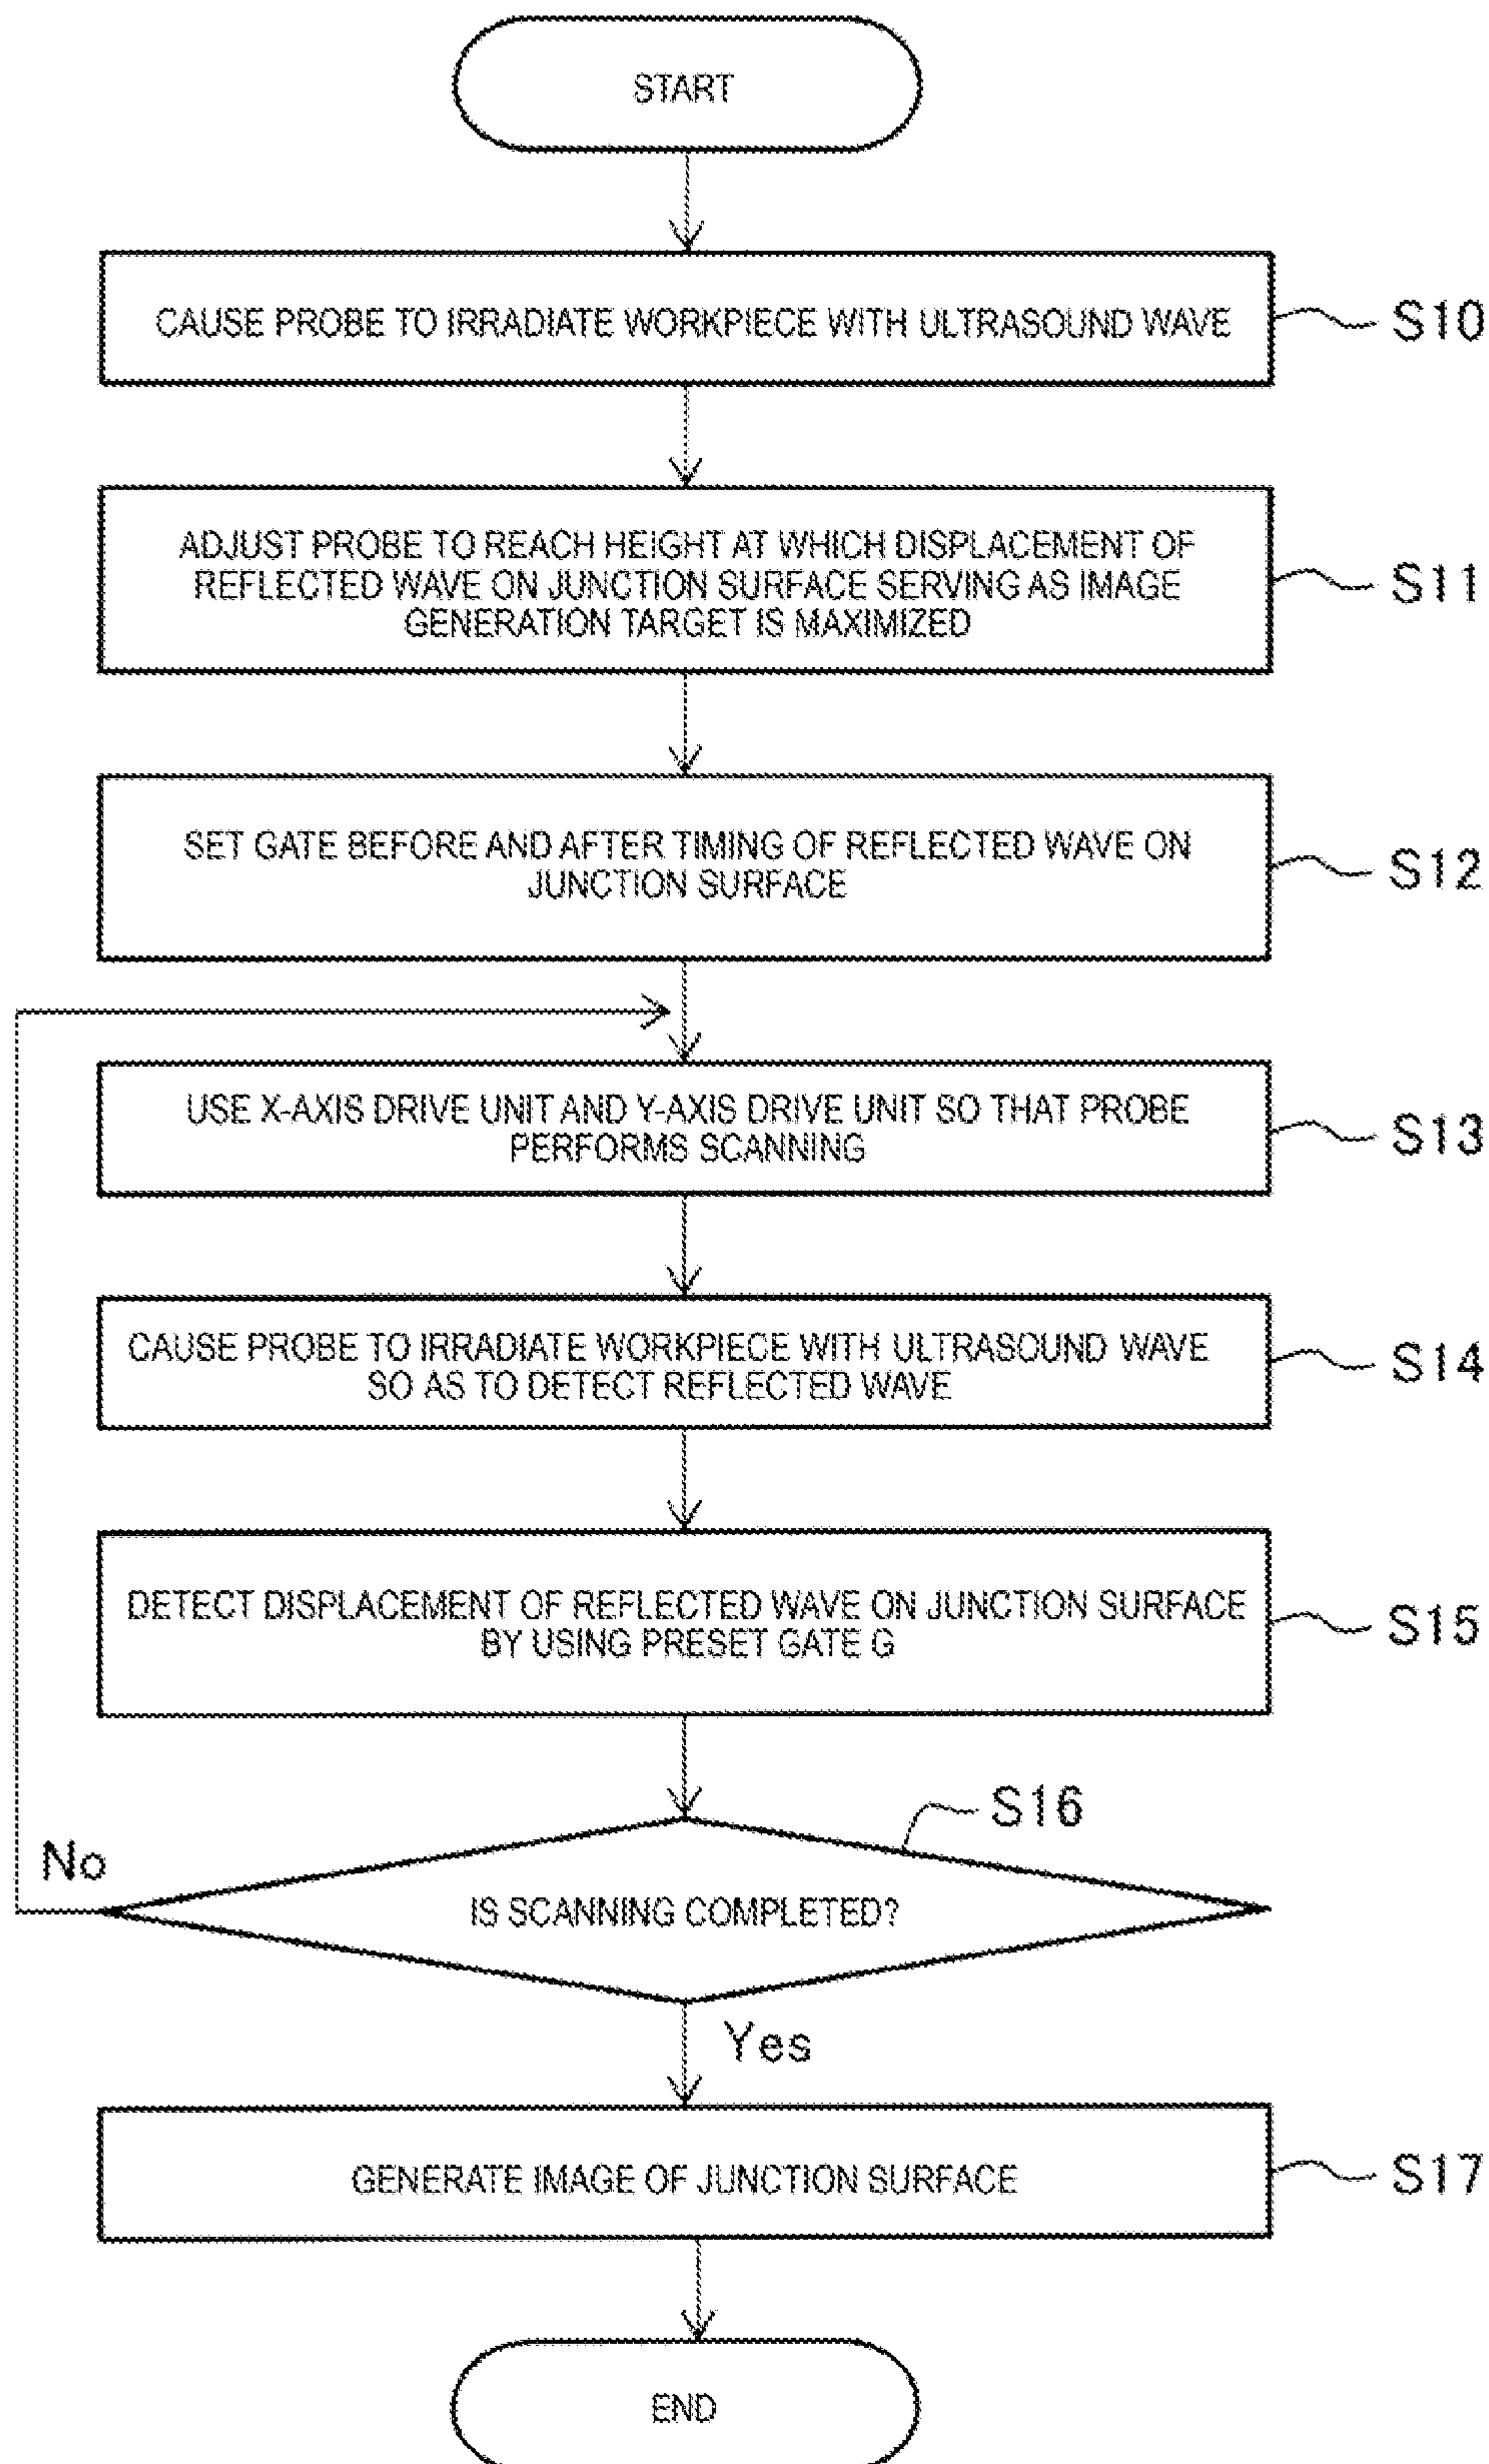 START
CAUSE PROBE TO IRRADIATE WORKPIECE WITH ULTRASOUND WAVE
S10
ADJUST PROBE TO REACH HEIGHT AT WHICH DISPLACEMENT OF
REFLECTED WAVE ON JUNCTION SURFACE SERVING AS IMAGE
GENERATION TARGET IS MAXIMIZED
S11
SET GATE BEFORE AND AFTER TIMING OF REFLECTED WAVE ON
JUNCTION SURFACE
S12
USE X-AXIS DRIVE UNIT AND Y-AXIS DRIVE UNIT SO THAT PROBE
PERFORMS SCANNING
S13
CAUSE PROBE TO IRRADIATE WORKPIECE WITH ULTRASOUND WAVE
SO AS TO DETECT REFLECTED WAVE
S14
DETECT DISPLACEMENT OF REFLECTED WAVE ON JUNCTION SURFACE
BY USING PRESET GATE G
S15
S16
No
IS SCANNING COMPLETED?
Yes
GENERATE IMAGE OF JUNCTION SURFACE
S17
END